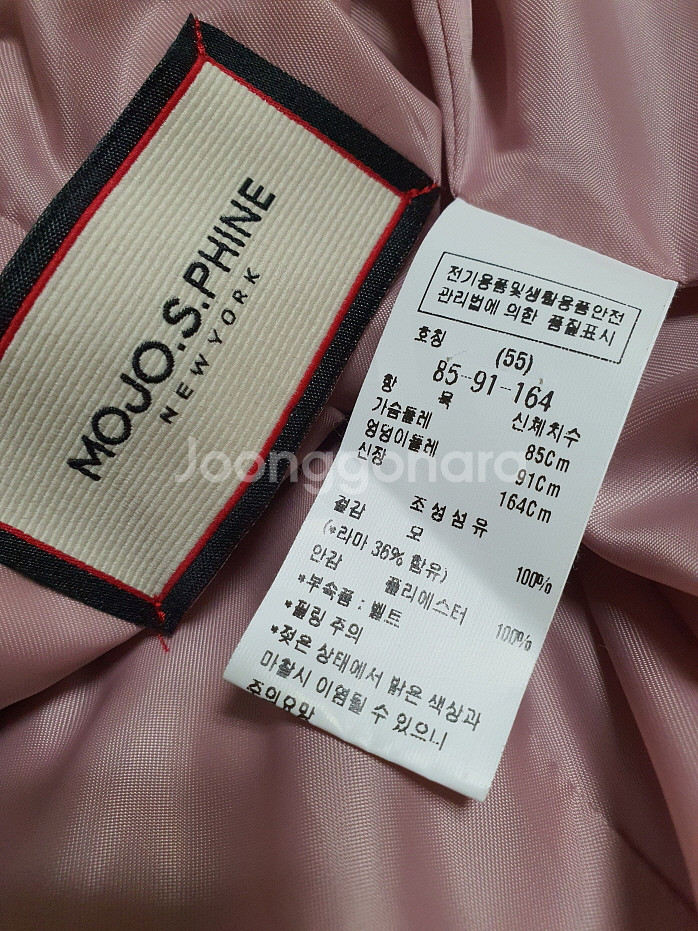 MOJO.S.PHINE
NEWYORK
전기용품및생활용품안전
관리법에 의한 품질표시
호칭 (55)
85-91-164
항 목 신체치수
가슴둘레 85Cm
엉덩이둘레 91Cm
신장 164Cm
겉감 조성섬유
모 100%
(*라마 36% 함유)
안감 폴리에스터 100%
*부속품 : 벨트
*필링 주의
*젖은 상태에서 밝은 색상과
마찰시 이염될 수 있으니
주의요망
Joonggonara